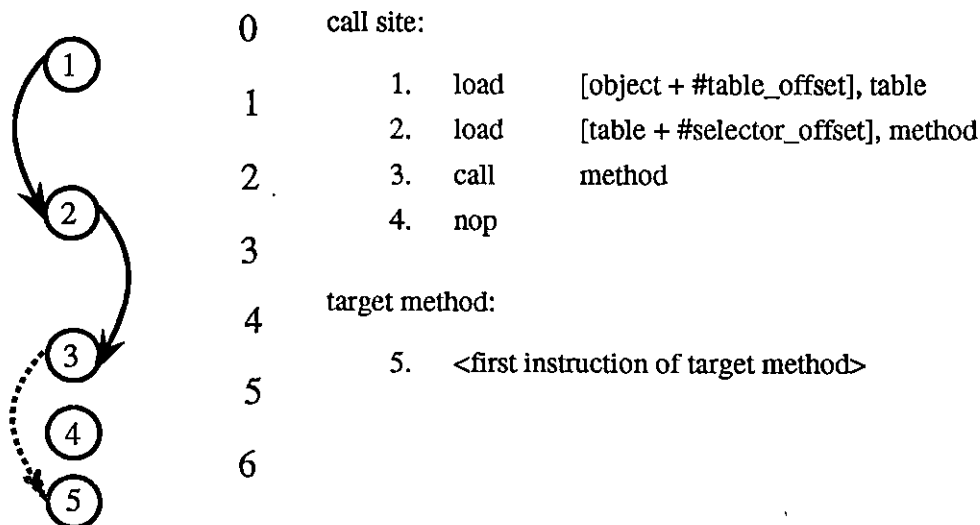 0 call site:
1
1. load [object + #table_offset], table
1
2. load [table + #selector_offset], method
2 3. call method
2
4. nop
3
target method:
4
3
5. <first instruction of target method>
5
4
6
5